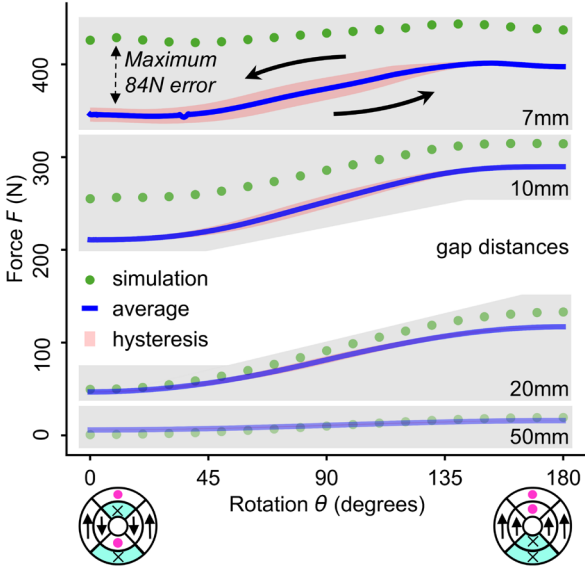 Maximum
84N error
7mm
10mm
gap distances
simulation
average
hysteresis
20mm
50mm
Force F (N)
400
300
200
100
0
0 45 90 135 180
Rotation θ (degrees)